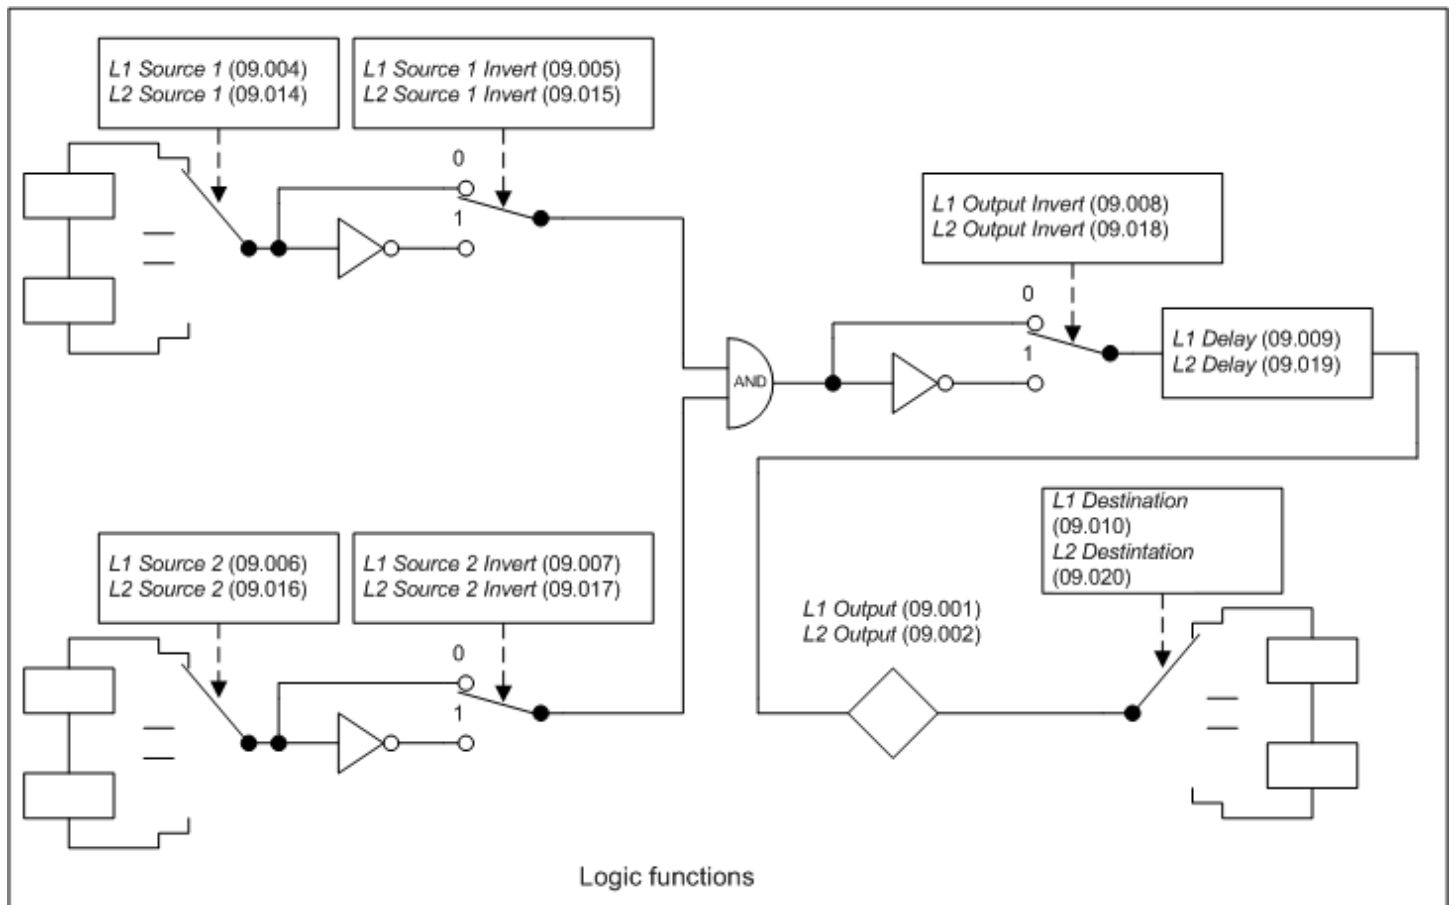 L1 Source 1 (09.004)
L2 Source 1 (09.014)
L1 Source 1 Invert (09.005)
L2 Source 1 Invert (09.015)
0
1
L1 Output Invert (09.008)
L2 Output Invert (09.018)
0
1
L1 Delay (09.009)
L2 Delay (09.019)
AND
L1 Source 2 (09.006)
L2 Source 2 (09.016)
L1 Source 2 Invert (09.007)
L2 Source 2 Invert (09.017)
0
1
L1 Destination
(09.010)
L2 Destintation
(09.020)
L1 Output (09.001)
L2 Output (09.002)
Logic functions